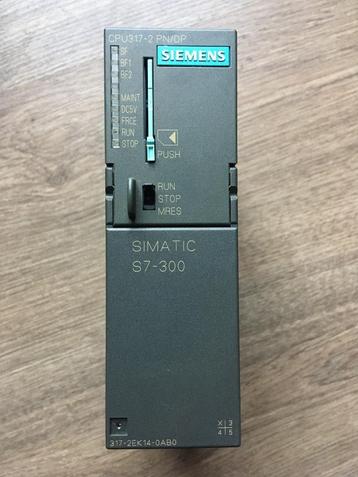 CPU317-2 PN/DP
SIEMENS
SF
BF1
BF2
MAINT
DC5V
FRCE
RUN
STOP
PUSH
RUN
STOP
MRES
SIMATIC
S7-300
317-2EK14-0AB0
X 3
4 5